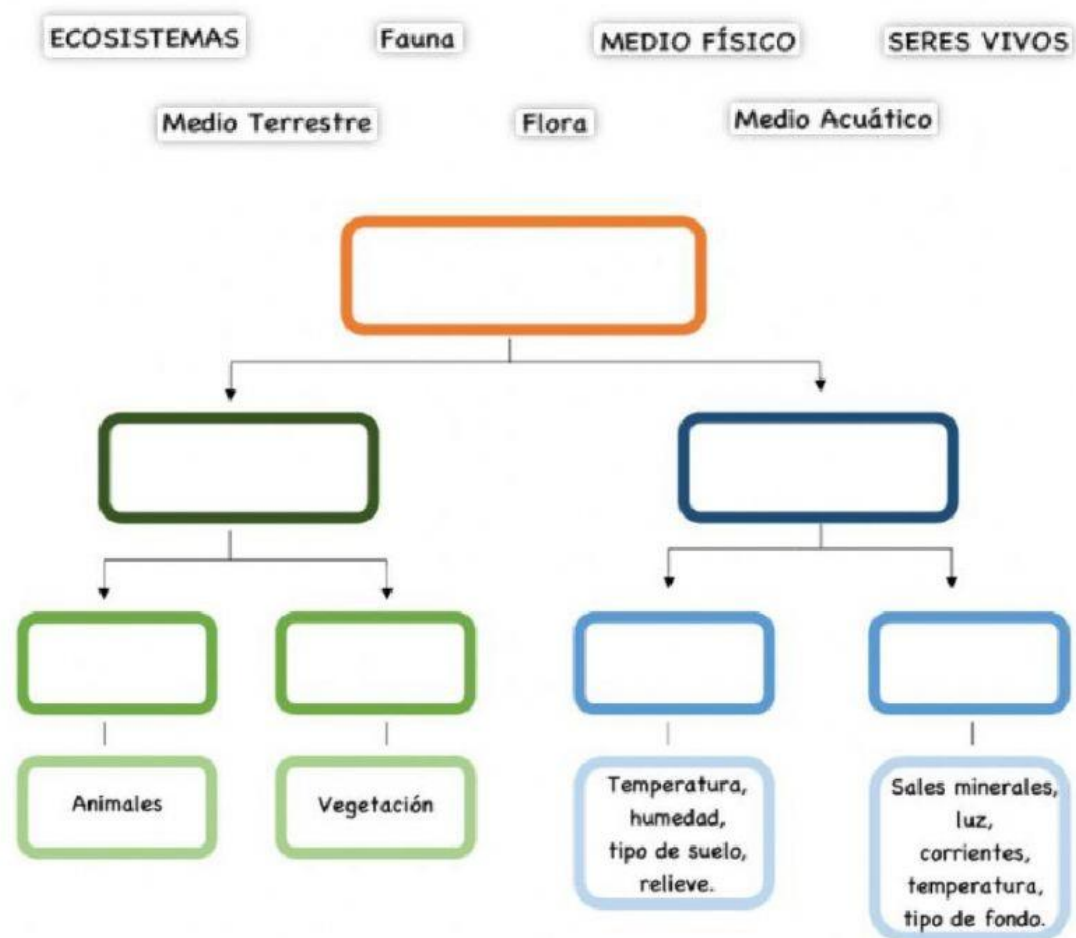 ECOSISTEMAS
Fauna
MEDIO FÍSICO
SERES VIVOS
Medio Terrestre
Flora
Medio Acuático
Animales
Vegetación
Temperatura,
humedad,
tipo de suelo,
relieve.
Sales minerales,
luz,
corrientes,
temperatura,
tipo de fondo.